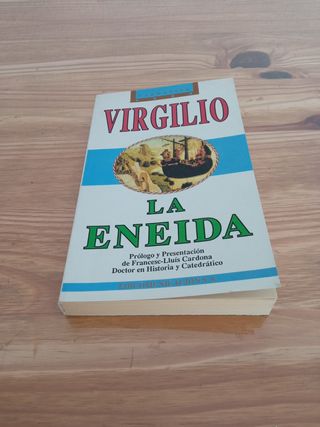 VIRGILIO
LA
ENEIDA
Prólogo y Presentación
de Francesc-Lluís Cardona
Doctor en Historia y Catedrático